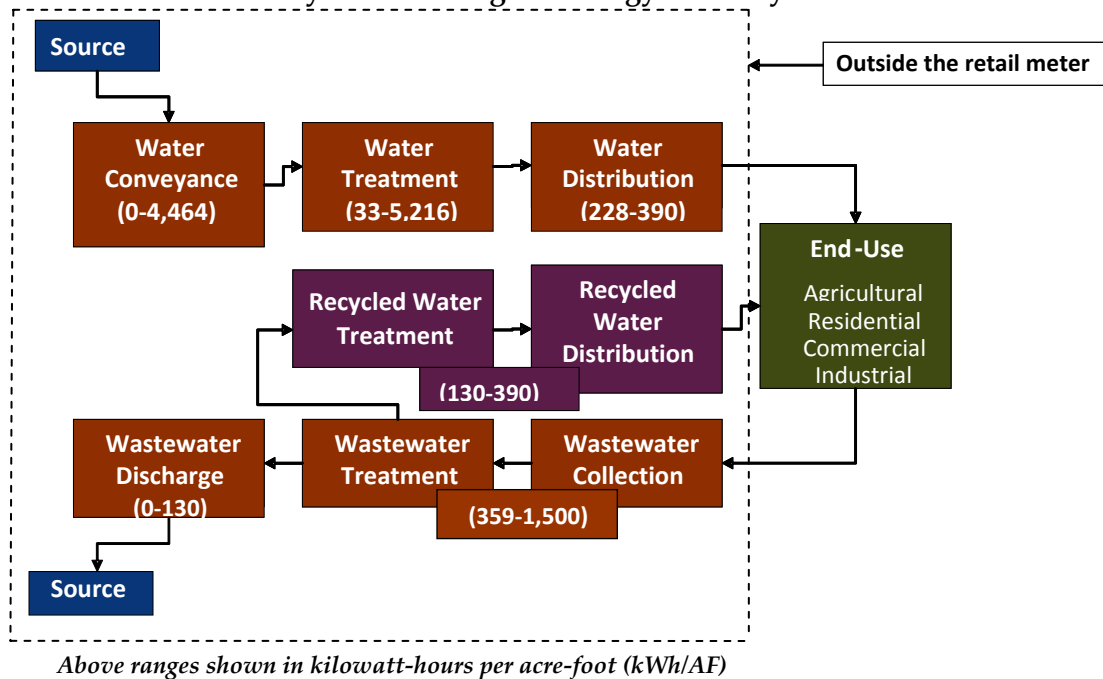 Source
Outside the retail meter
Water
Conveyance
(0-4,464)
Water
Treatment
(33-5,216)
Water
Distribution
(228-390)
End-Use
Agricultural
Residential
Commercial
Industrial
Recycled Water
Treatment
Recycled
Water
Distribution
(130-390)
Wastewater
Discharge
(0-130)
Wastewater
Treatment
Wastewater
Collection
(359-1,500)
Source
Above ranges shown in kilowatt-hours per acre-foot (kWh/AF)